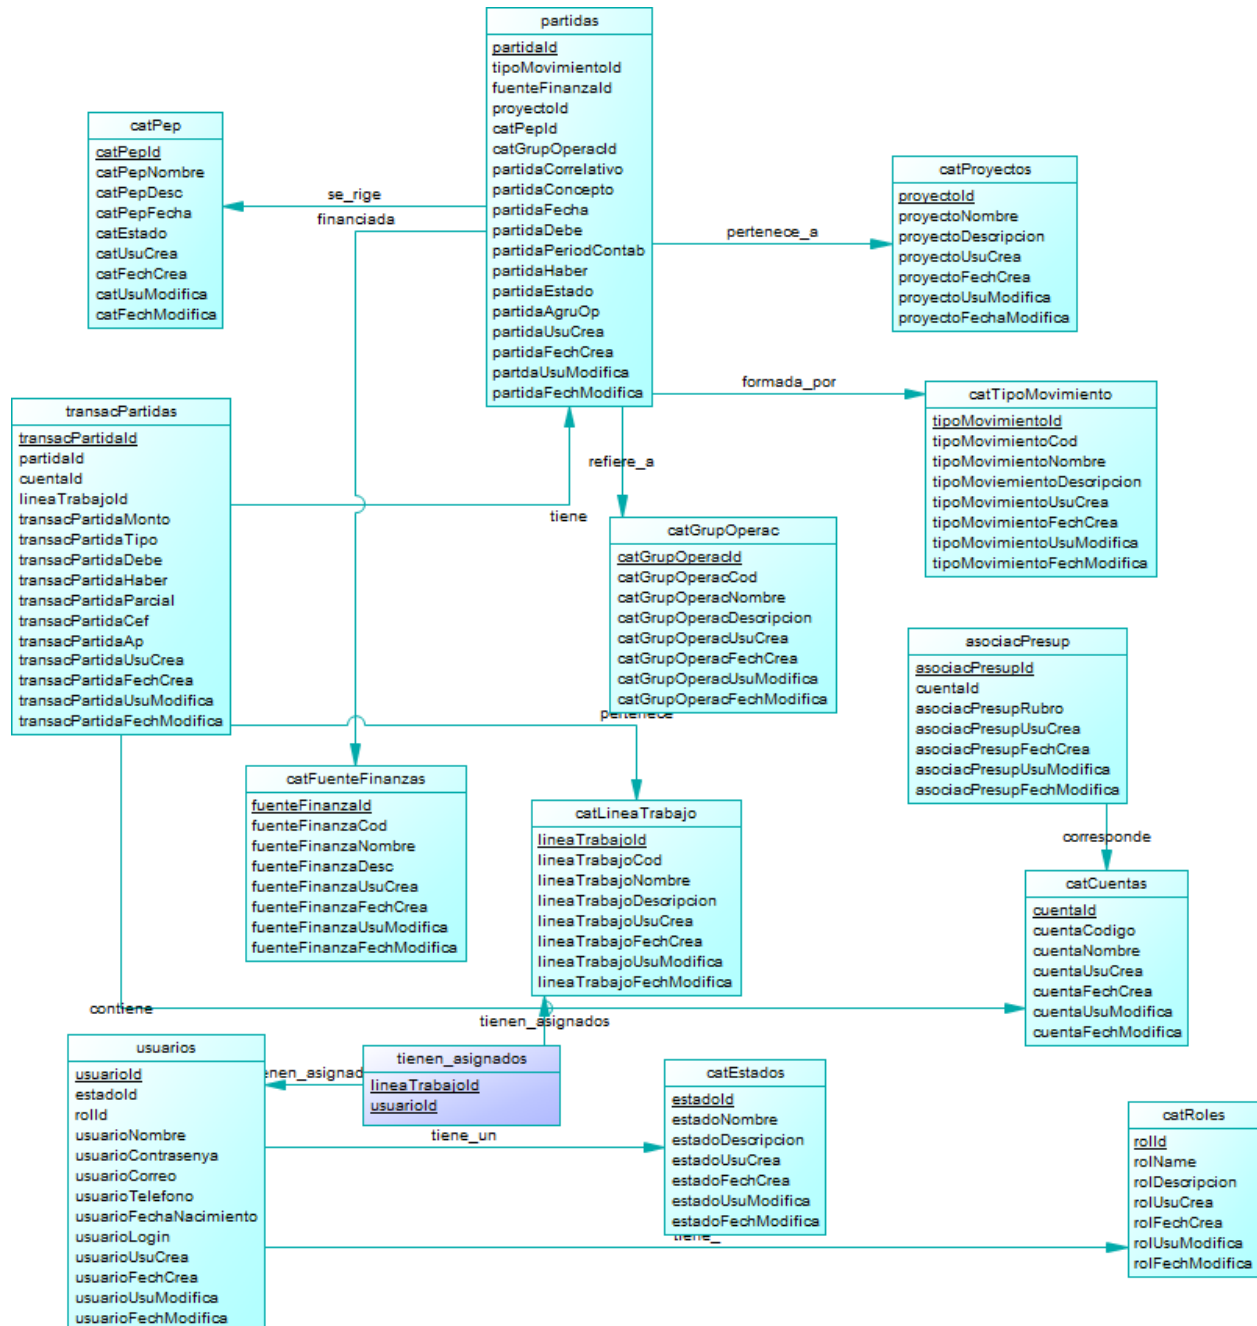 partidas
partidaId
tipoMovimientoId
fuenteFinanzaId
proyectoId
catPepId
catGrupOperacId
partidaCorrelativo
partidaConcepto
partidaFecha
partidaDebe
partidaPeriodContab
partidaHaber
partidaEstado
partidaAgruOp
partidaUsuCrea
partidaFechCrea
partdaUsuModifica
partidaFechModifica
catPep
catPepId
catPepNombre
catPepDesc
catPepFecha
catEstado
catUsuCrea
catFechCrea
catUsuModifica
catFechModifica
se_rige
financiada
pertenece_a
catProyectos
proyectoId
proyectoNombre
proyectoDescripcion
proyectoUsuCrea
proyectoFechCrea
proyectoUsuModifica
proyectoFechaModifica
formada_por
catTipoMovimiento
tipoMovimientoId
tipoMovimientoCod
tipoMovimientoNombre
tipoMoviemientoDescripcion
tipoMovimientoUsuCrea
tipoMovimientoFechCrea
tipoMovimientoUsuModifica
tipoMovimientoFechModifica
transacPartidas
transacPartidaId
partidaId
cuentaId
lineaTrabajoId
transacPartidaMonto
transacPartidaTipo
transacPartidaDebe
transacPartidaHaber
transacPartidaParcial
transacPartidaCef
transacPartidaAp
transacPartidaUsuCrea
transacPartidaFechCrea
transacPartidaUsuModifica
transacPartidaFechModifica
refiere_a
tiene
catGrupOperac
catGrupOperacId
catGrupOperacCod
catGrupOperacNombre
catGrupOperacDescripcion
catGrupOperacUsuCrea
catGrupOperacFechCrea
catGrupOperacUsuModifica
catGrupOperacFechModifica
pertenece
asociacPresup
asociacPresupId
cuentaId
asociacPresupRubro
asociacPresupUsuCrea
asociacPresupFechCrea
asociacPresupUsuModifica
asociacPresupFechModifica
corresponde
catFuenteFinanzas
fuenteFinanzaId
fuenteFinanzaCod
fuenteFinanzaNombre
fuenteFinanzaDesc
fuenteFinanzaUsuCrea
fuenteFinanzaFechCrea
fuenteFinanzaUsuModifica
fuenteFinanzaFechModifica
catLineaTrabajo
lineaTrabajoId
lineaTrabajoCod
lineaTrabajoNombre
lineaTrabajoDescripcion
lineaTrabajoUsuCrea
lineaTrabajoFechCrea
lineaTrabajoUsuModifica
lineaTrabajoFechModifica
catCuentas
cuentaId
cuentaCodigo
cuentaNombre
cuentaUsuCrea
cuentaFechCrea
cuentaUsuModifica
cuentaFechModifica
contiene
tienen_asignados
usuarios
usuarioId
estadoId
rolId
usuarioNombre
usuarioContrasenya
usuarioCorreo
usuarioTelefono
usuarioFechaNacimiento
usuarioLogin
usuarioUsuCrea
usuarioFechCrea
usuarioUsuModifica
usuarioFechModifica
enen_asignad
tienen_asignados
lineaTrabajoId
usuarioId
tiene_un
catEstados
estadoId
estadoNombre
estadoDescripcion
estadoUsuCrea
estadoFechCrea
estadoUsuModifica
estadoFechModifica
tiene_
catRoles
rolId
rolName
rolDescripcion
rolUsuCrea
rolFechCrea
rolUsuModifica
rolFechModifica